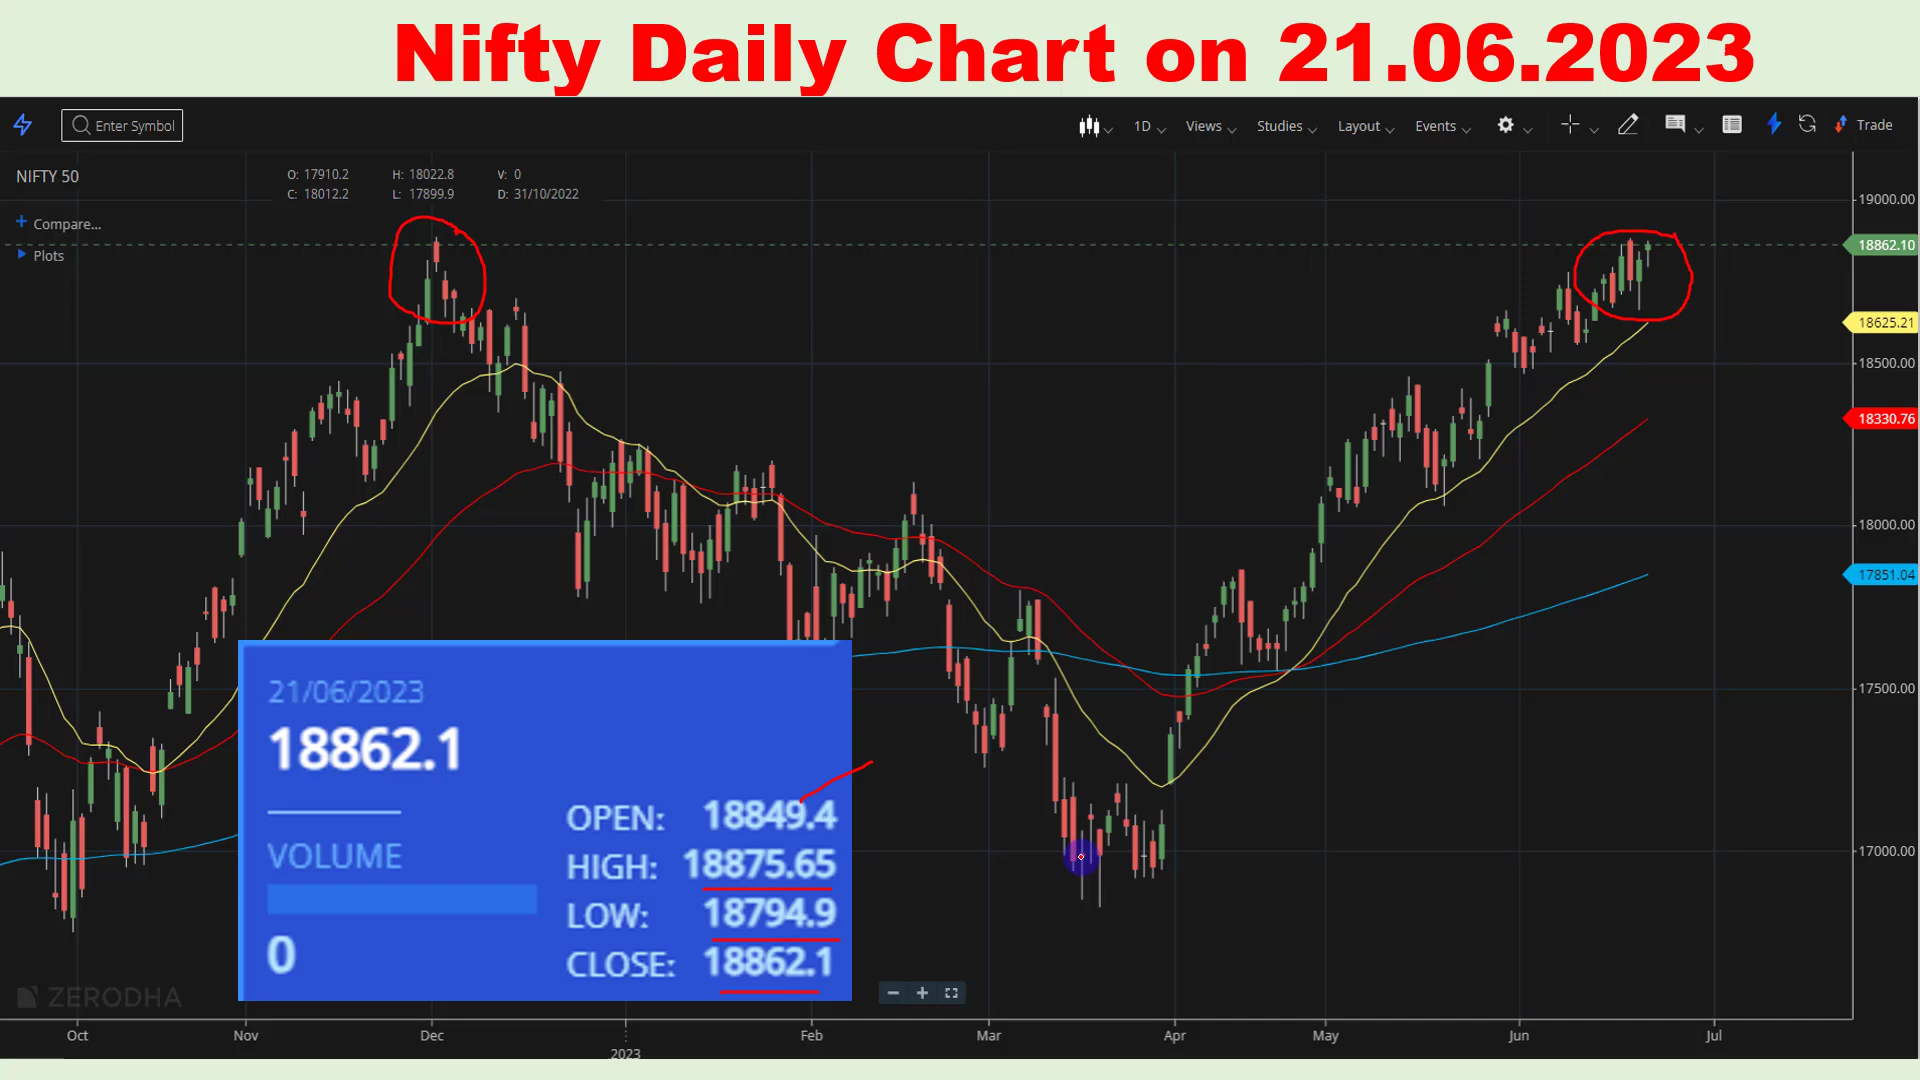 Nifty Daily Chart on 21.06.2023
Enter Symbol 1D Views Studies Layout Events Trade
NIFTY 50
O: 17910.2 H: 18022.8 V: 0
C: 18012.2 L: 17899.9 D: 31/10/2022
+ Compare...
Plots
19000.00
18862.10
18625.21
18500.00
18330.76
18000.00
17851.04
17500.00
17000.00
21/06/2023
18862.1
VOLUME
0
OPEN: 18849.4
HIGH: 18875.65
LOW: 18794.9
CLOSE: 18862.1
ZERODHA
Oct Nov Dec Feb Mar Apr May Jun Jul
2023